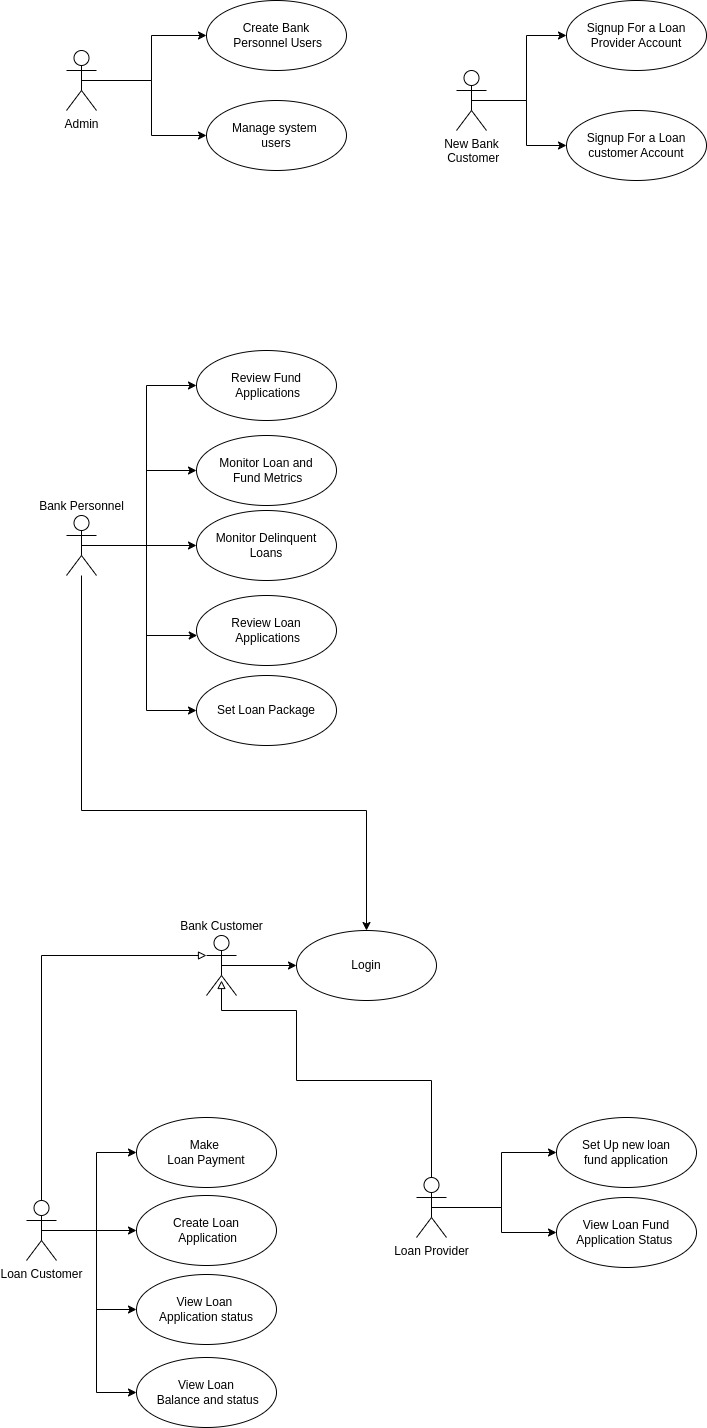 Create Bank
Personnel Users
Admin
Manage system
users
Signup For a Loan
Provider Account
New Bank
Customer
Signup For a Loan
customer Account
Review Fund
Applications
Monitor Loan and
Fund Metrics
Bank Personnel
Monitor Delinquent
Loans
Review Loan
Applications
Set Loan Package
Bank Customer
Login
Make
Loan Payment
Create Loan
Application
Loan Customer
View Loan
Application status
View Loan
Balance and status
Set Up new loan
fund application
Loan Provider
View Loan Fund
Application Status